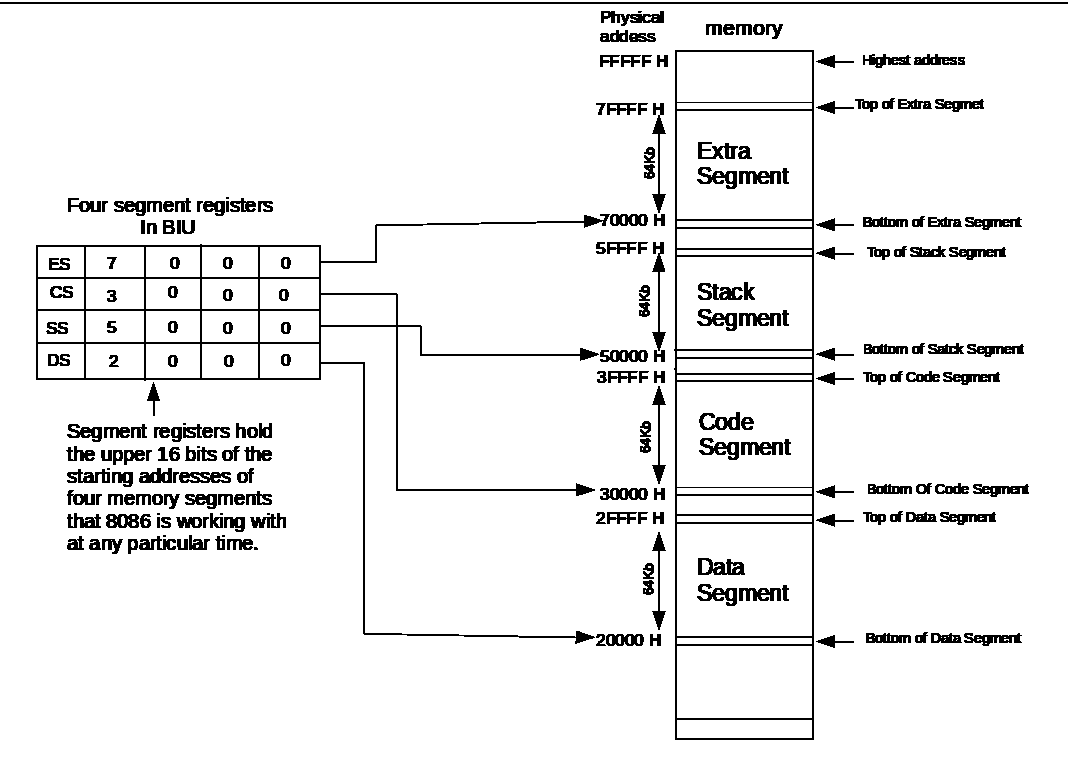 Physical
addess
memory
FFFFF H
Highest address
7FFFF H
Top of Extra Segmet
64Kb
Extra
Segment
70000 H
Bottom of Extra Segment
5FFFF H
Top of Stack Segment
64Kb
Stack
Segment
50000 H
Bottom of Satck Segment
3FFFF H
Top of Code Segment
64Kb
Code
Segment
30000 H
Bottom Of Code Segment
2FFFF H
Top of Data Segment
64Kb
Data
Segment
20000 H
Bottom of Data Segment
Four segment registers
In BIU
ES 7 0 0 0
CS 3 0 0 0
SS 5 0 0 0
DS 2 0 0 0
Segment registers hold
the upper 16 bits of the
starting addresses of
four memory segments
that 8086 is working with
at any particular time.